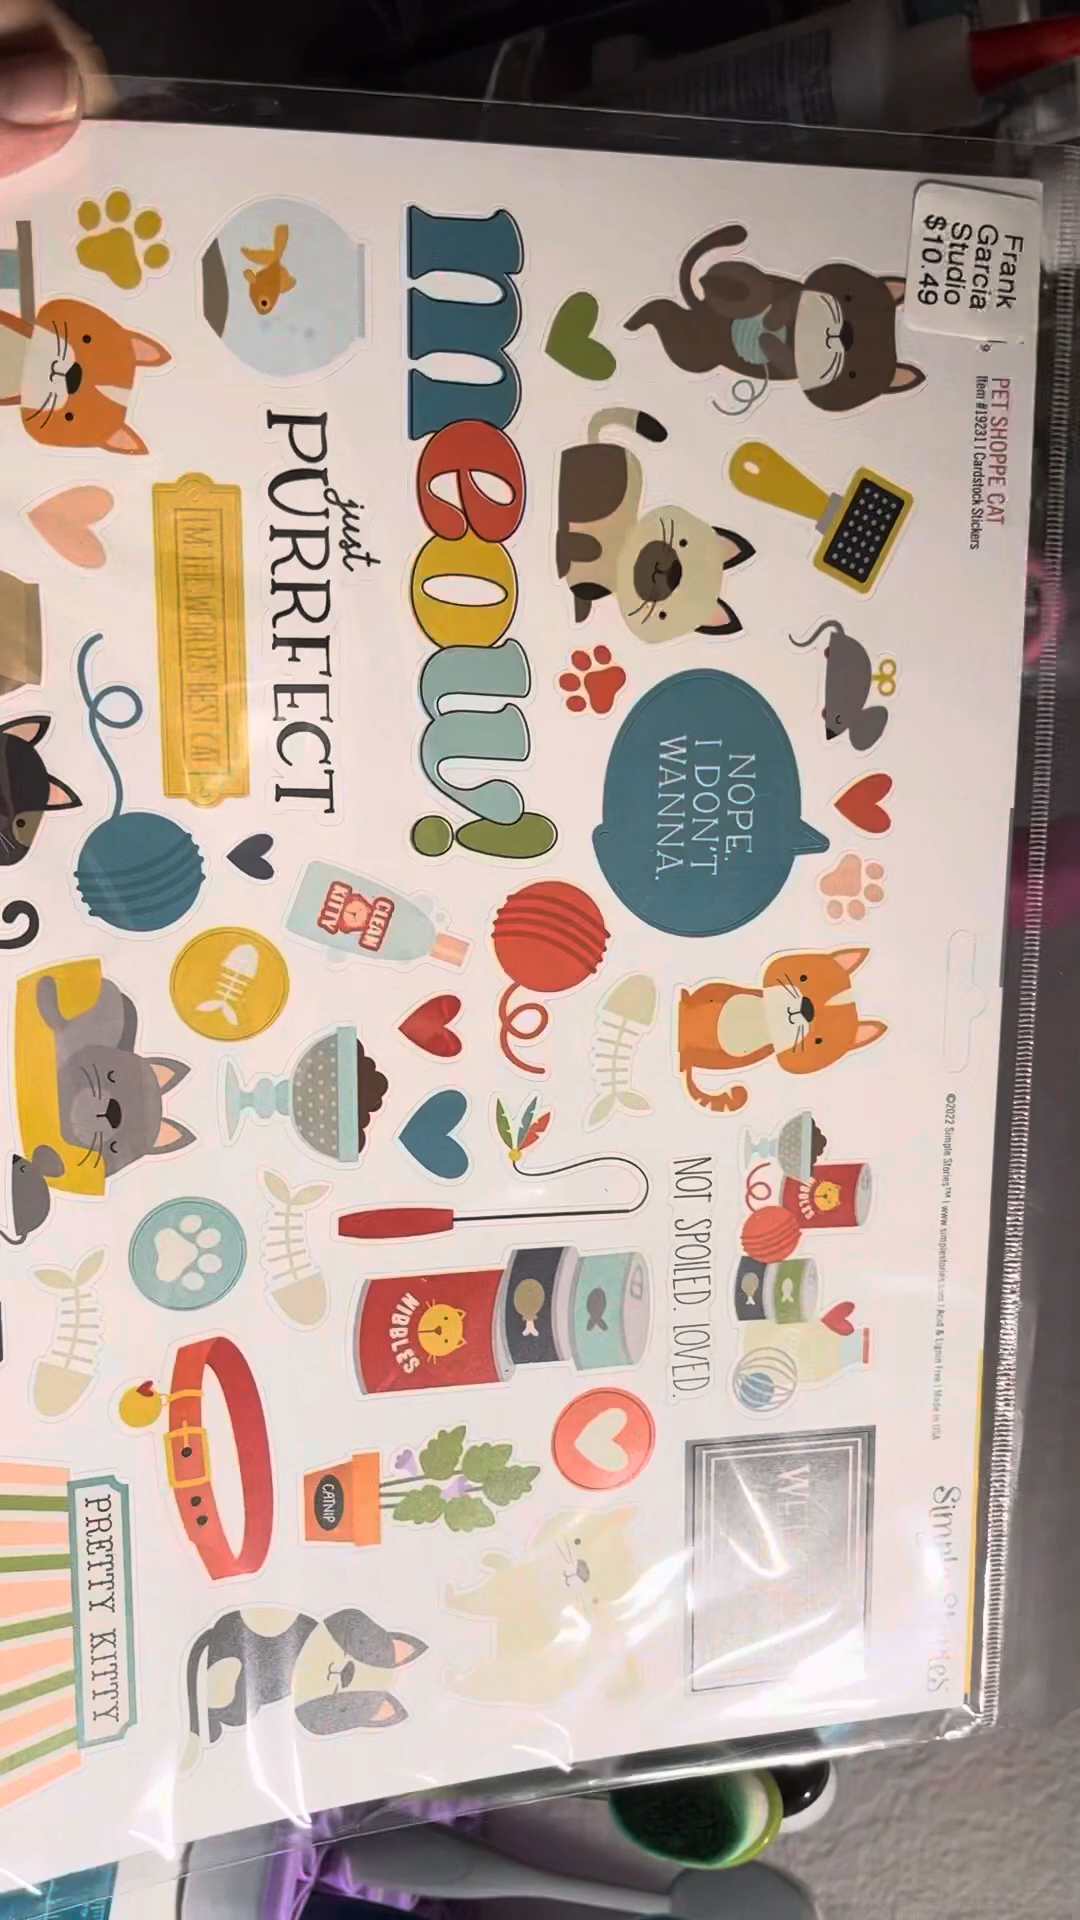 Frank
Garcia
Studio
$10.49
PET SHOPPE CAT
Item #19231 | Cardstock Stickers
meow!
just
PURRFECT
I'M THE WORLD'S BEST CAT
NOPE.
I DON'T
WANNA.
CLEAN
KITTY
NOT SPOILED. LOVED.
NIBBLES
NIBBLES
CATNIP
PRETTY KITTY
©2022 Simple Stories™ | www.simplestories.com | Acid & Lignin Free | Made in USA
Simple Stories